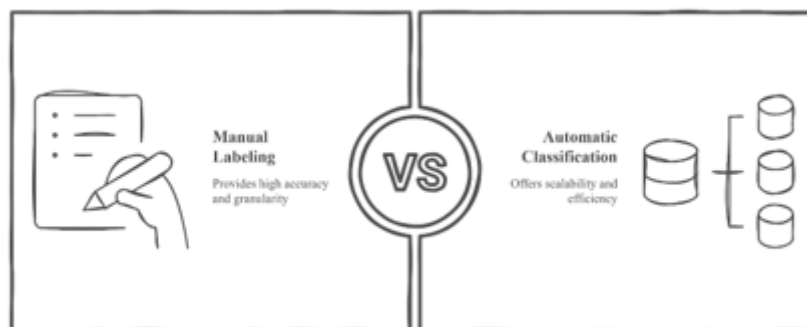 Manual
Labeling
Provides high accuracy
and granularity
VS
Automatic
Classification
Offers scalability and
efficiency